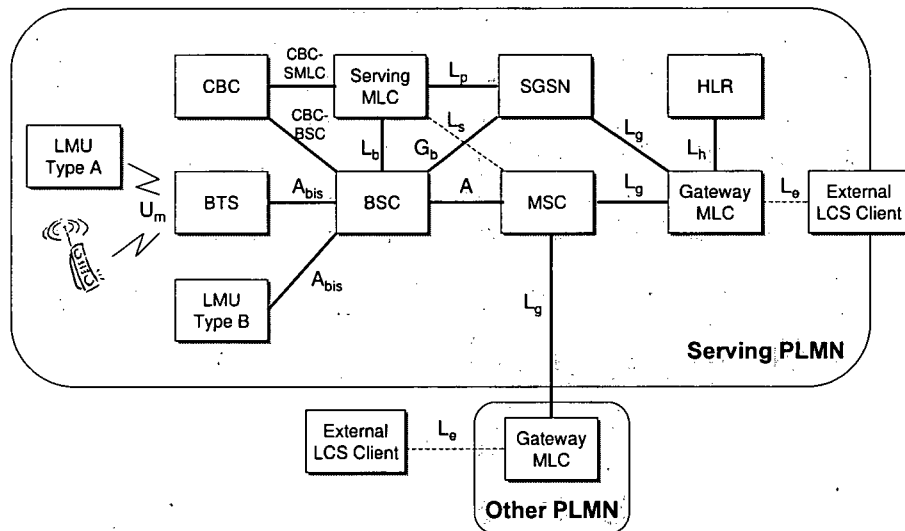 CBC-
SMLC
CBC
Serving
MLC
Lp
SGSN
HLR
CBC-
BSC
Ls
Lb
Gb
Lg
Lh
LMU
Type A
Um
BTS
Abis
BSC
A
MSC
Lg
Gateway
MLC
Le
External
LCS Client
Abis
LMU
Type B
Lg
Serving PLMN
External
LCS Client
Le
Gateway
MLC
Other PLMN